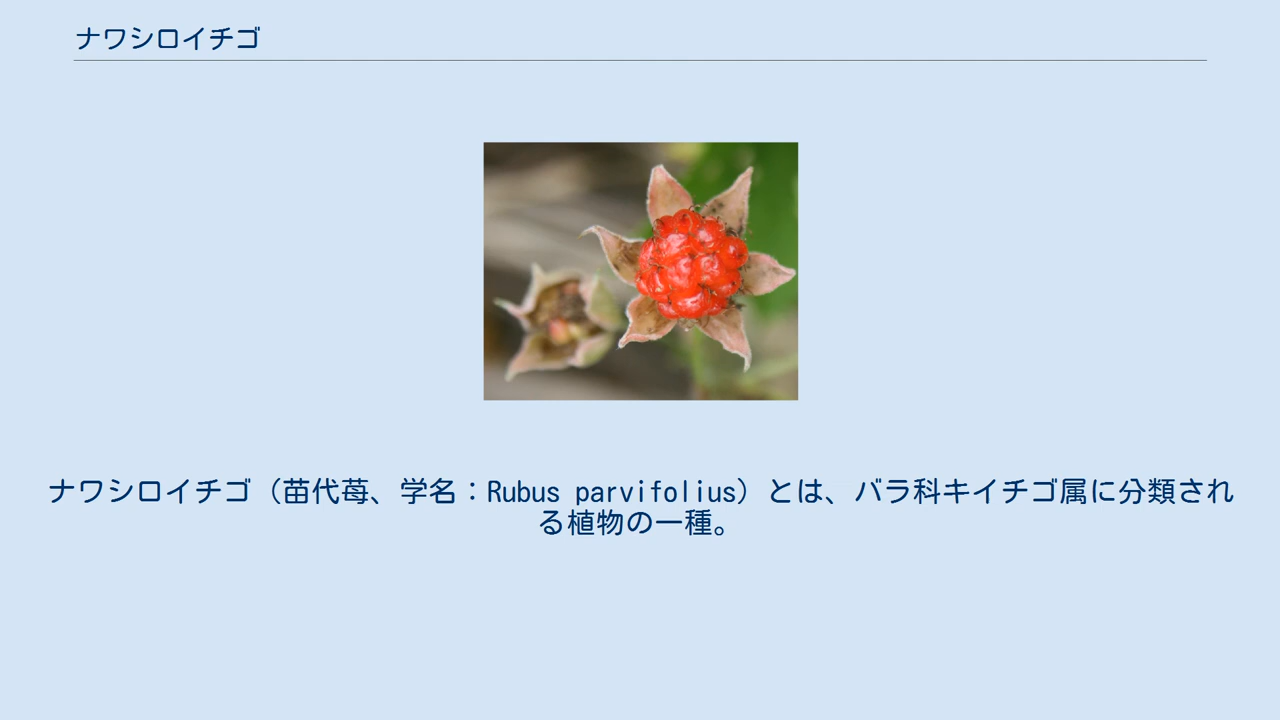 ナワシロイチゴ
ナワシロイチゴ（苗代苺、学名：Rubus parvifolius）とは、バラ科キイチゴ属に分類され
る植物の一種。